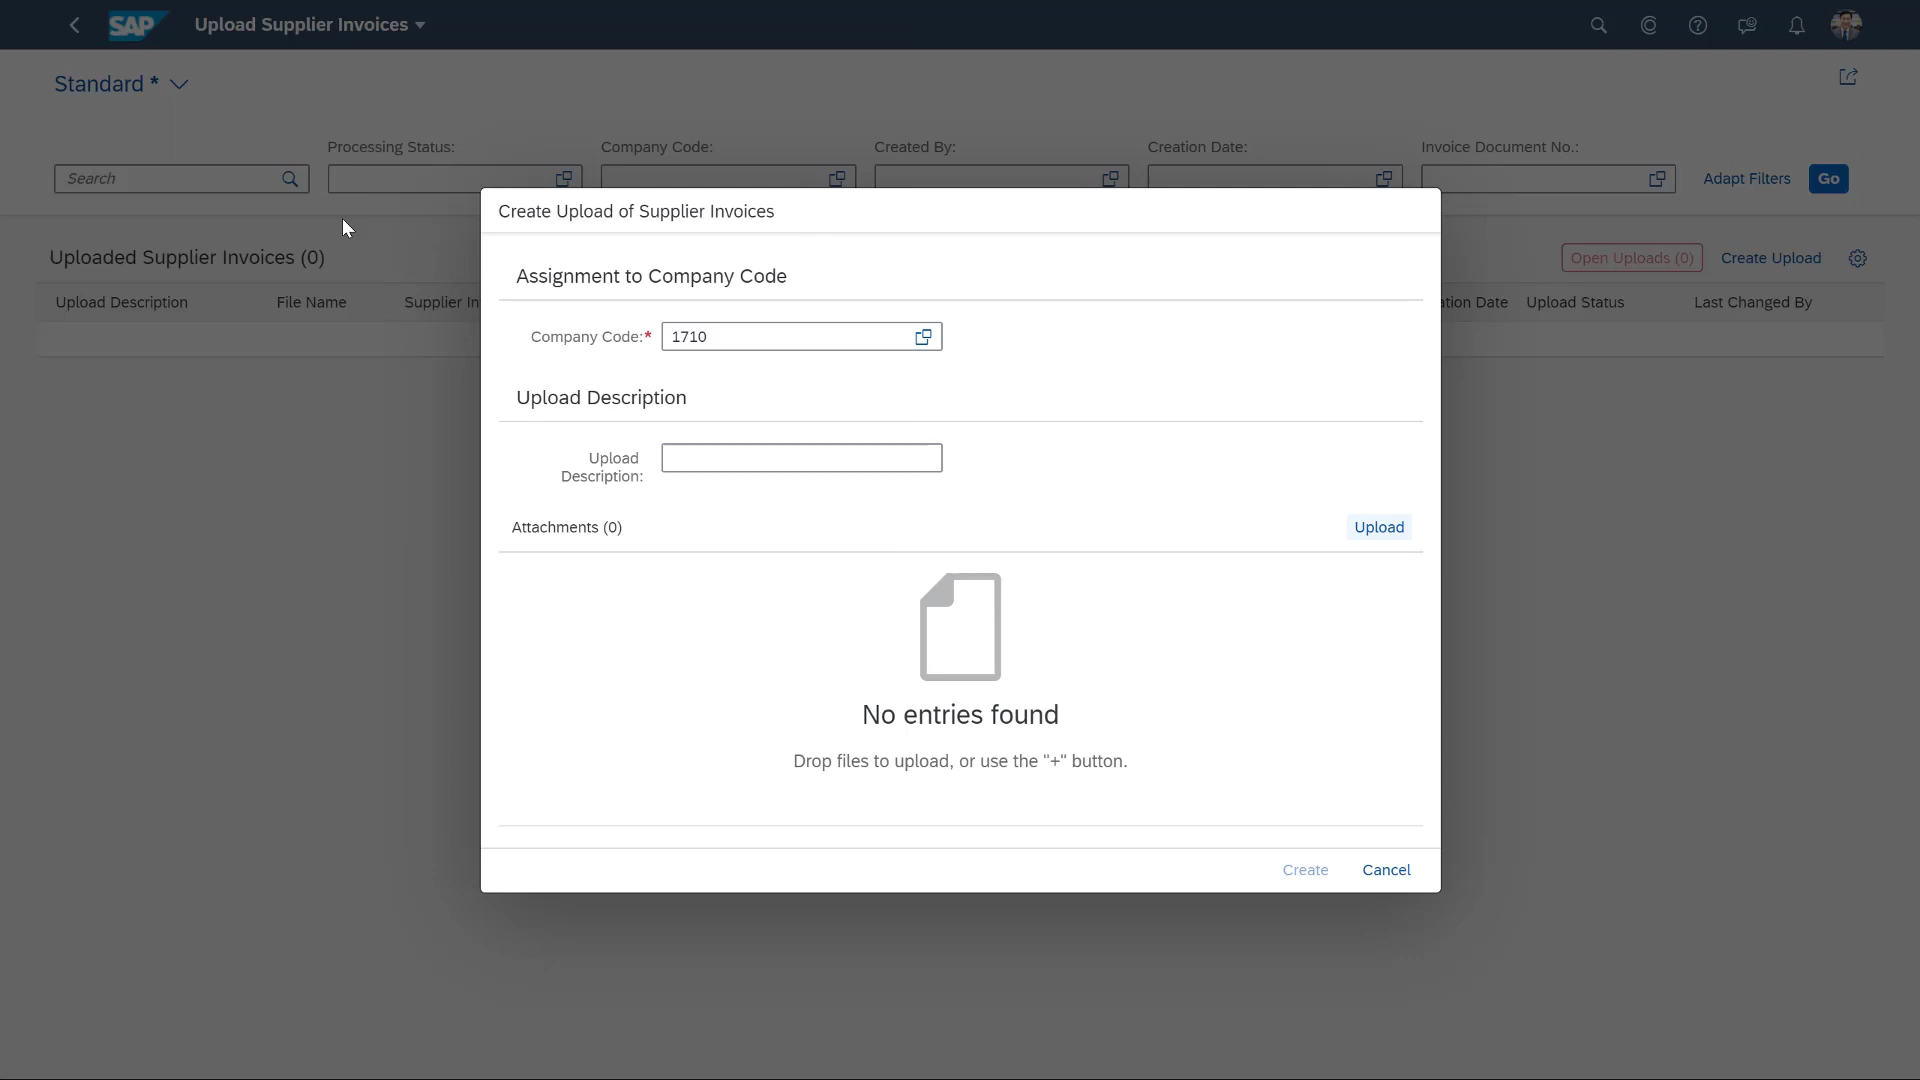 SAP
Upload Supplier Invoices
Standard *
Processing Status:
Company Code:
Created By:
Creation Date:
Invoice Document No.:
Search
Adapt Filters
Go
Create Upload of Supplier Invoices
Uploaded Supplier Invoices (0)
Open Uploads (0)
Create Upload
Upload Description
File Name
Supplier In
ation Date
Upload Status
Last Changed By
Assignment to Company Code
Company Code:*
1710
Upload Description
Upload
Description:
Attachments (0)
Upload
No entries found
Drop files to upload, or use the "+" button.
Create
Cancel